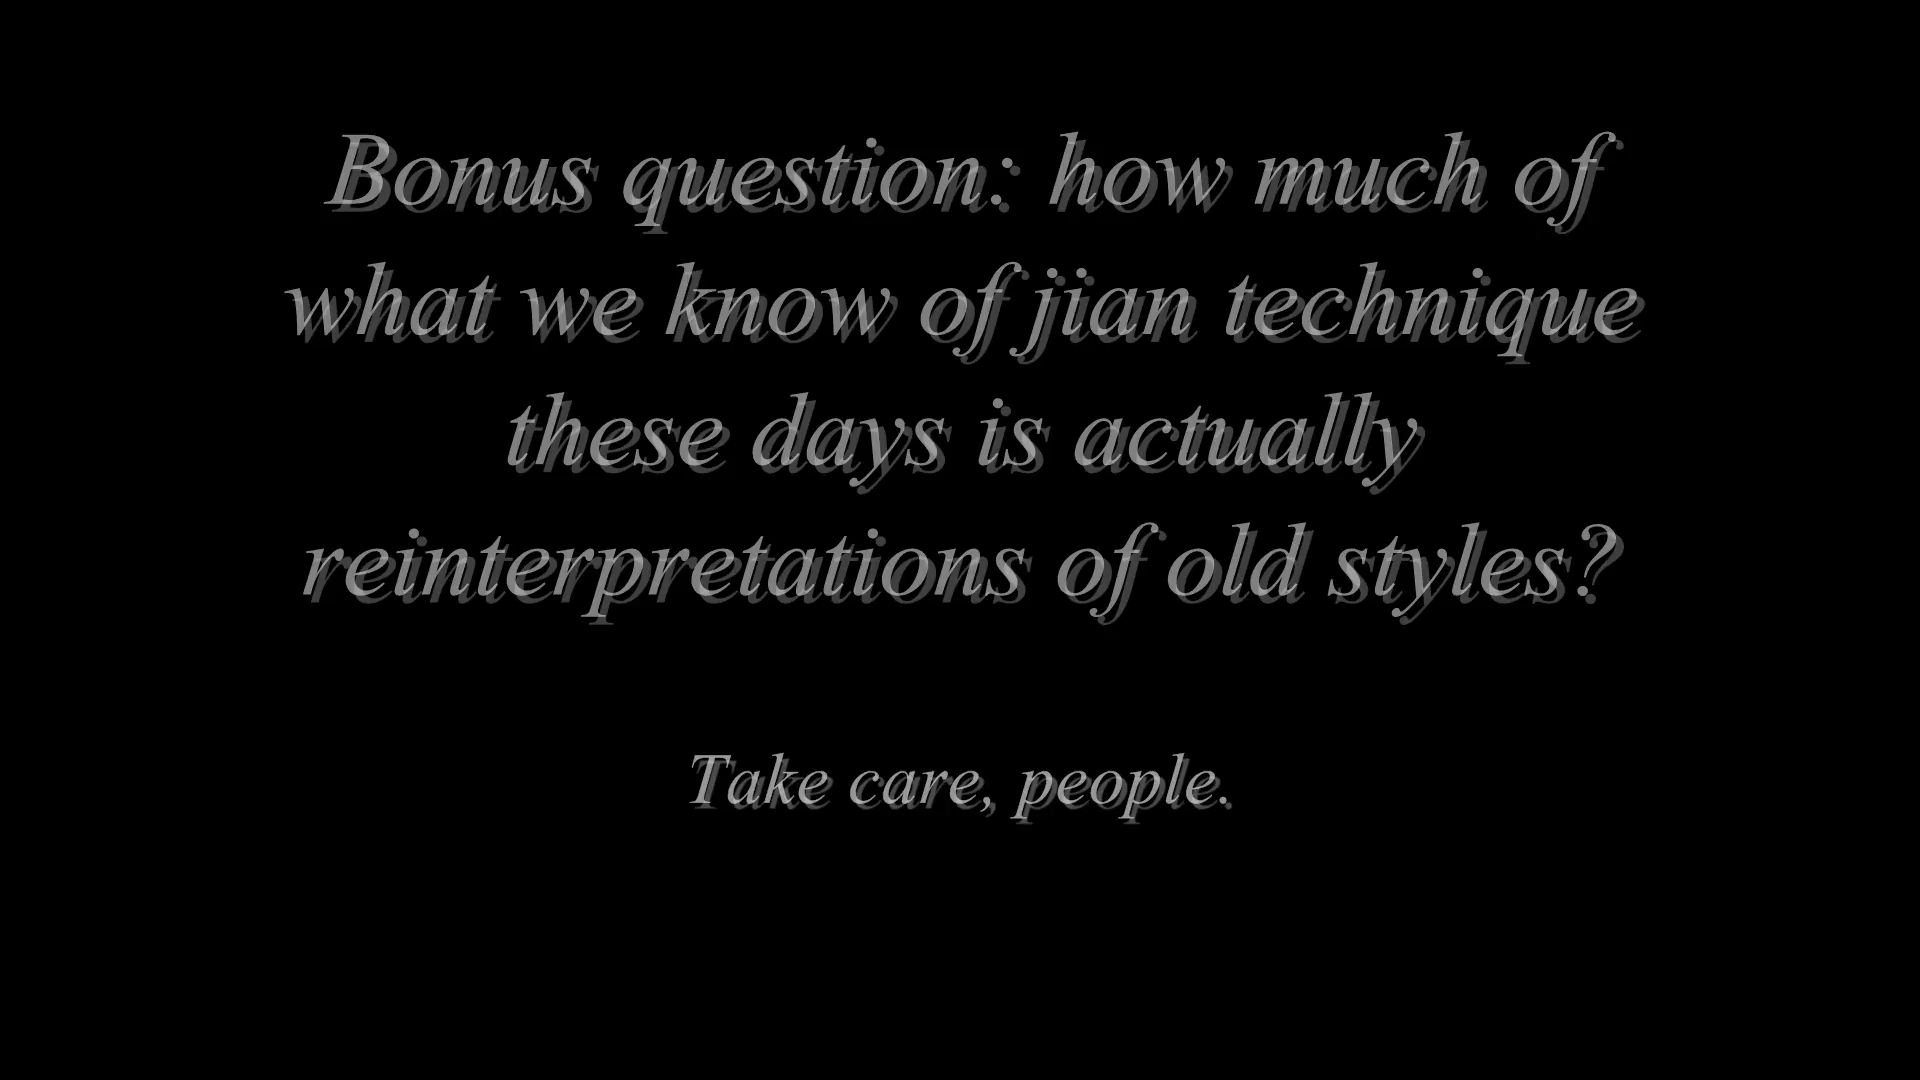 Bonus question: how much of
what we know of jian technique
these days is actually
reinterpretations of old styles?
Take care, people.